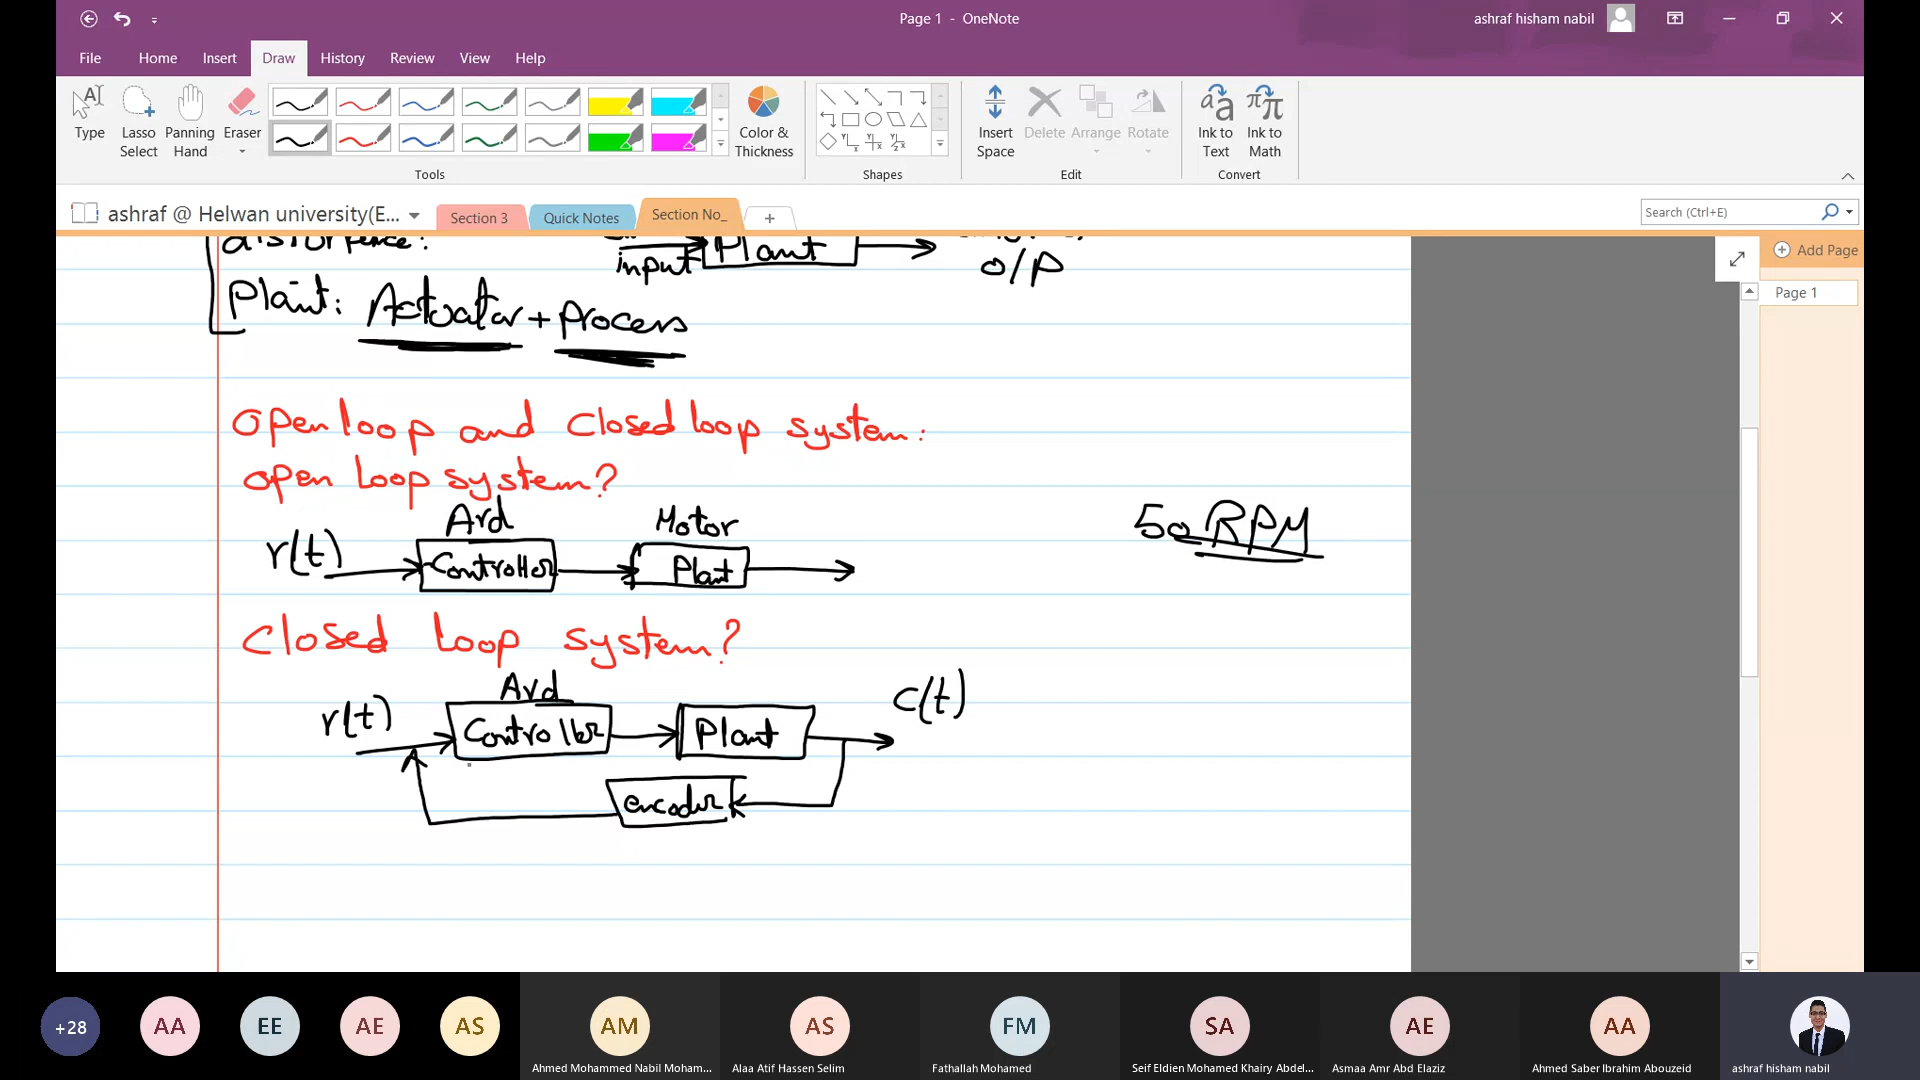 Page 1 - OneNote
ashraf hisham nabil
File Home Insert Draw History Review View Help
Type
Lasso Select
Panning Hand
Eraser
Color & Thickness
Insert Space
Delete
Arrange
Rotate
Ink to Text
Ink to Math
Tools
Shapes
Edit
Convert
ashraf @ Helwan university(E...
Section 3
Quick Notes
Section No_
Search (Ctrl+E)
Add Page
Page 1
input
Plant
o/p
Plant: Actuator + process
open loop and closed loop system:
open loop system?
r(t)
Ard
Controller
Motor
Plant
50 RPM
closed loop system?
r(t)
Ard
Controller
Plant
c(t)
encoder
+28
AA
EE
AE
AS
AM
Ahmed Mohammed Nabil Moham...
AS
Alaa Atif Hassen Selim
FM
Fathallah Mohamed
SA
Seif Eldien Mohamed Khairy Abdel...
AE
Asmaa Amr Abd Elaziz
AA
Ahmed Saber Ibrahim Abouzeid
ashraf hisham nabil